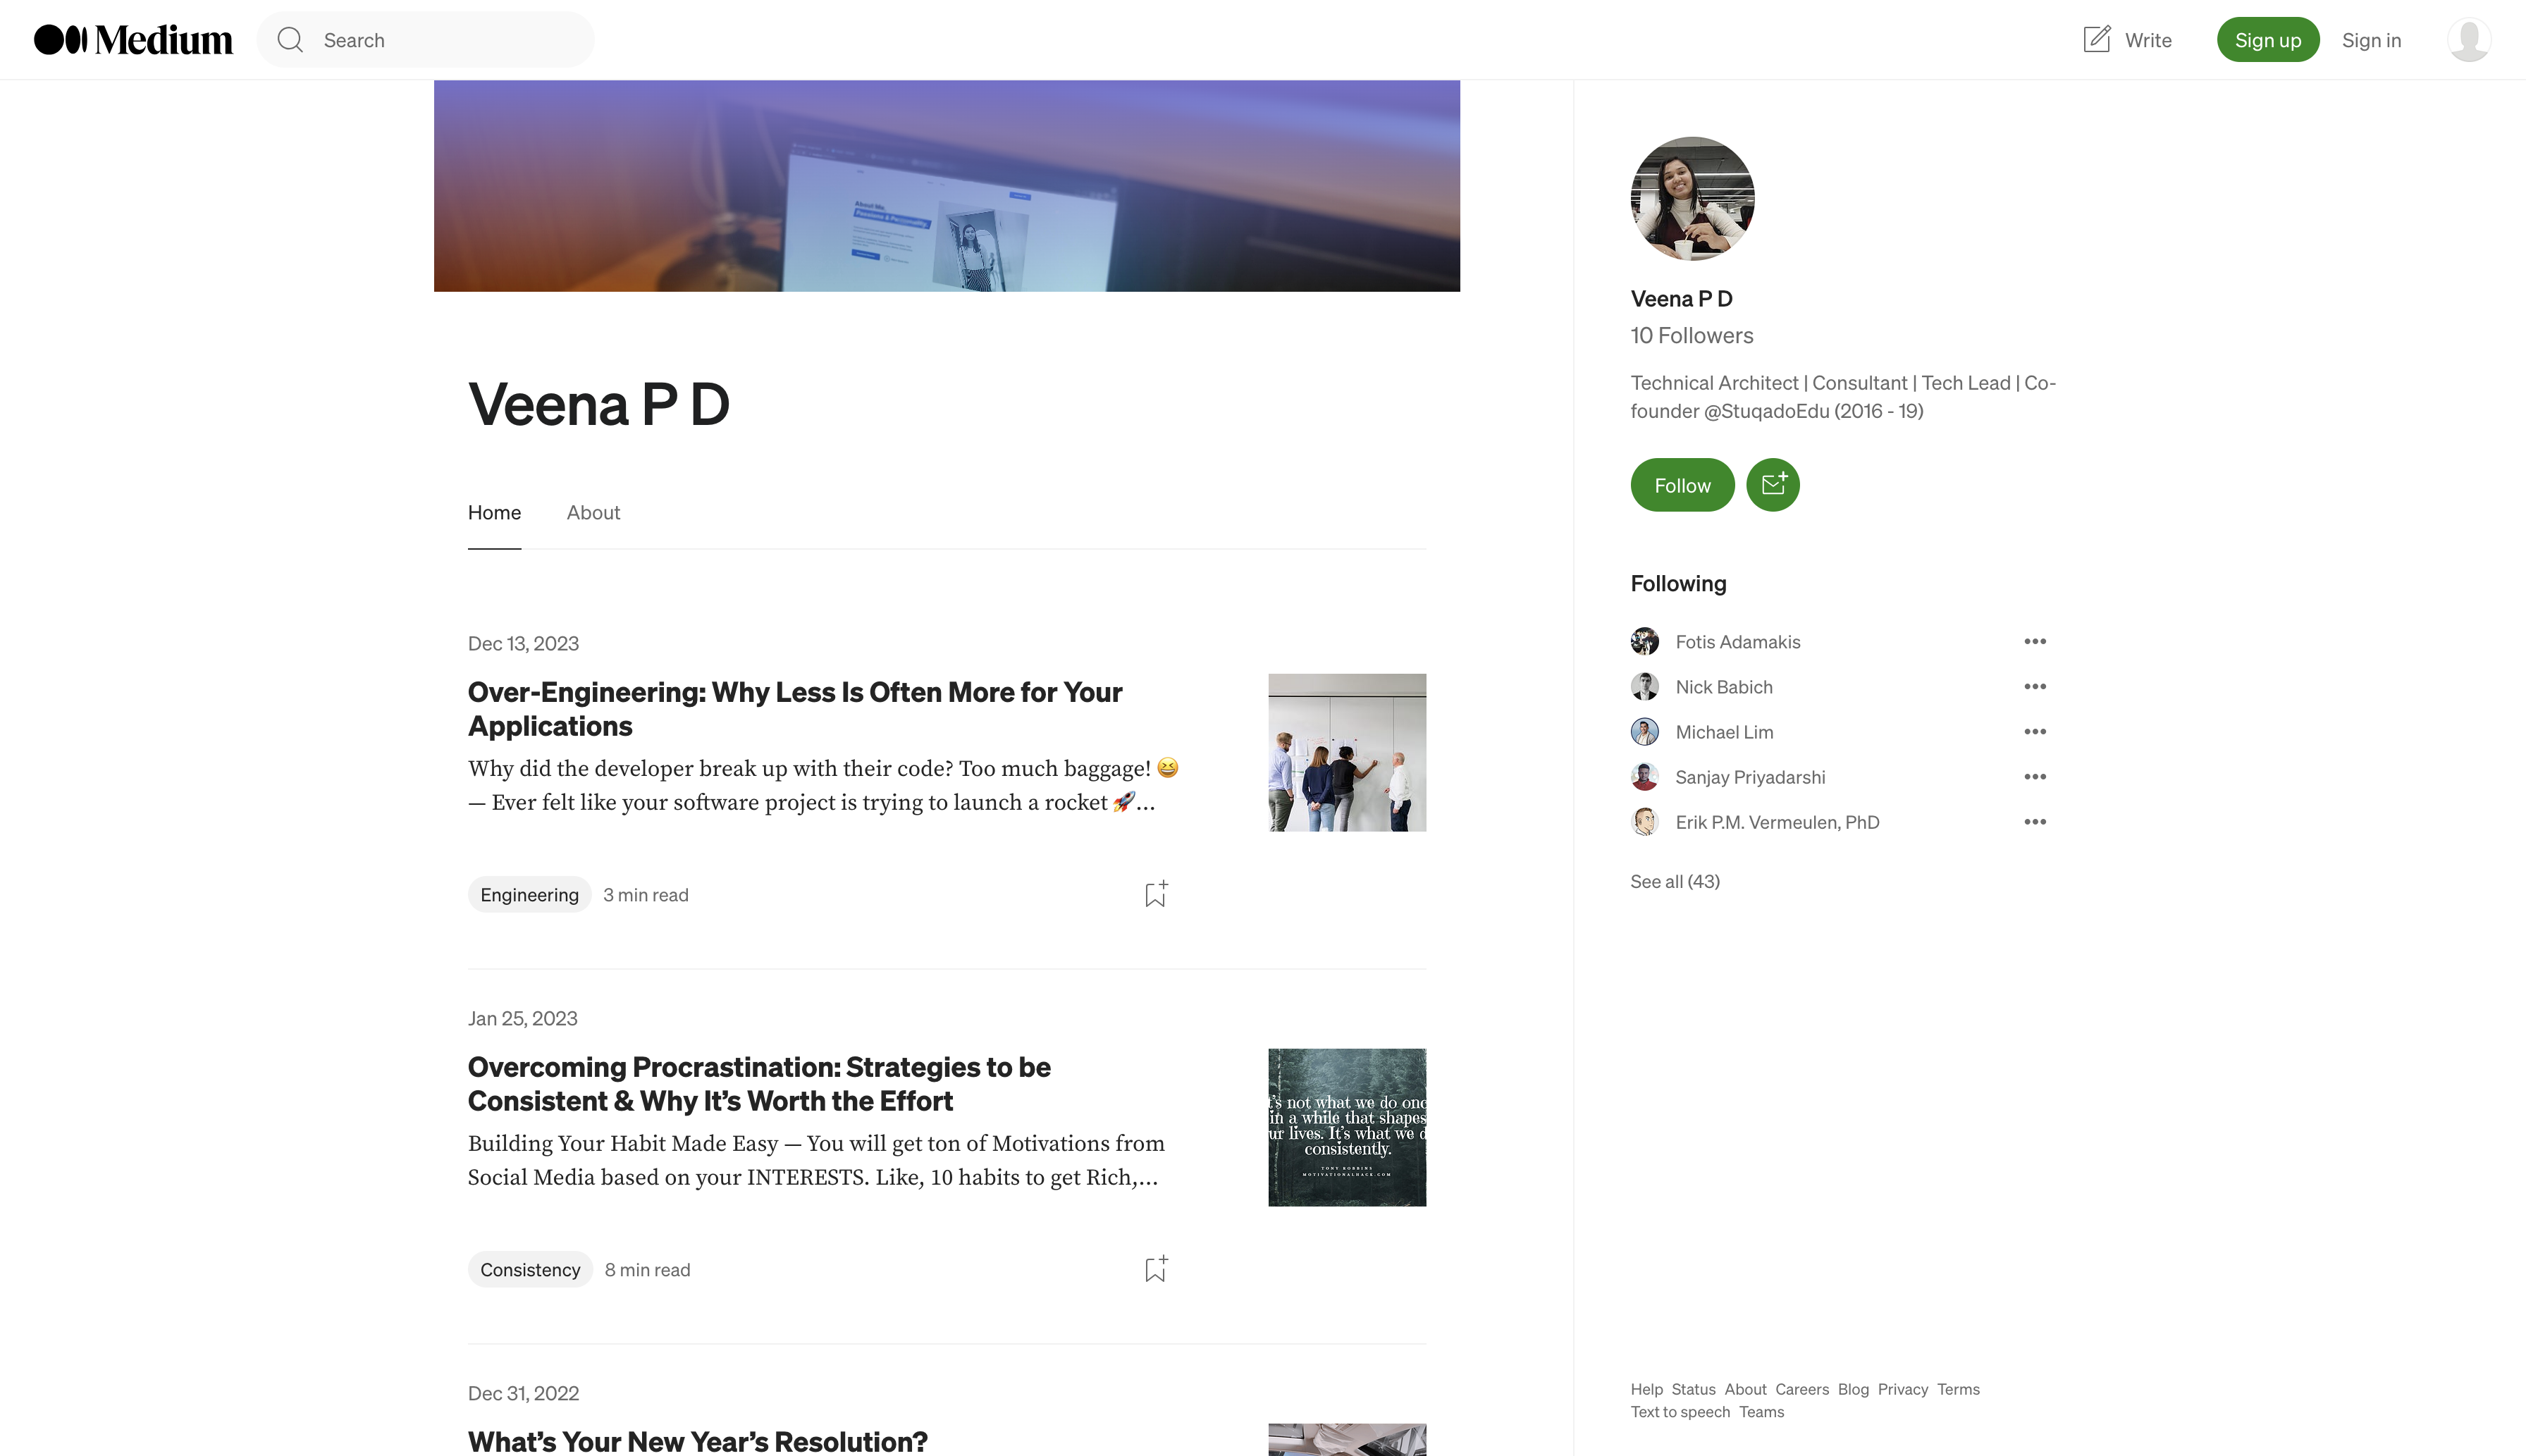 Medium
Search
Write
Sign up
Sign in
About Me,
Passions & Personality.
Veena P D
Home
About
Dec 13, 2023
Over-Engineering: Why Less Is Often More for Your
Applications
Why did the developer break up with their code? Too much baggage! 😆
— Ever felt like your software project is trying to launch a rocket 🚀…
Engineering
3 min read
Jan 25, 2023
Overcoming Procrastination: Strategies to be
Consistent & Why It’s Worth the Effort
Building Your Habit Made Easy — You will get ton of Motivations from
Social Media based on your INTERESTS. Like, 10 habits to get Rich,…
t’s not what we do onc
in a while that shapes
ur lives. It’s what we d
consistently.
TONY ROBBINS
MOTIVATIONALHACK.COM
Consistency
8 min read
Dec 31, 2022
What’s Your New Year’s Resolution?
Veena P D
10 Followers
Technical Architect | Consultant | Tech Lead | Co-
founder @StuqadoEdu (2016 - 19)
Follow
Following
Fotis Adamakis
Nick Babich
Michael Lim
Sanjay Priyadarshi
Erik P.M. Vermeulen, PhD
See all (43)
Help Status About Careers Blog Privacy Terms
Text to speech Teams